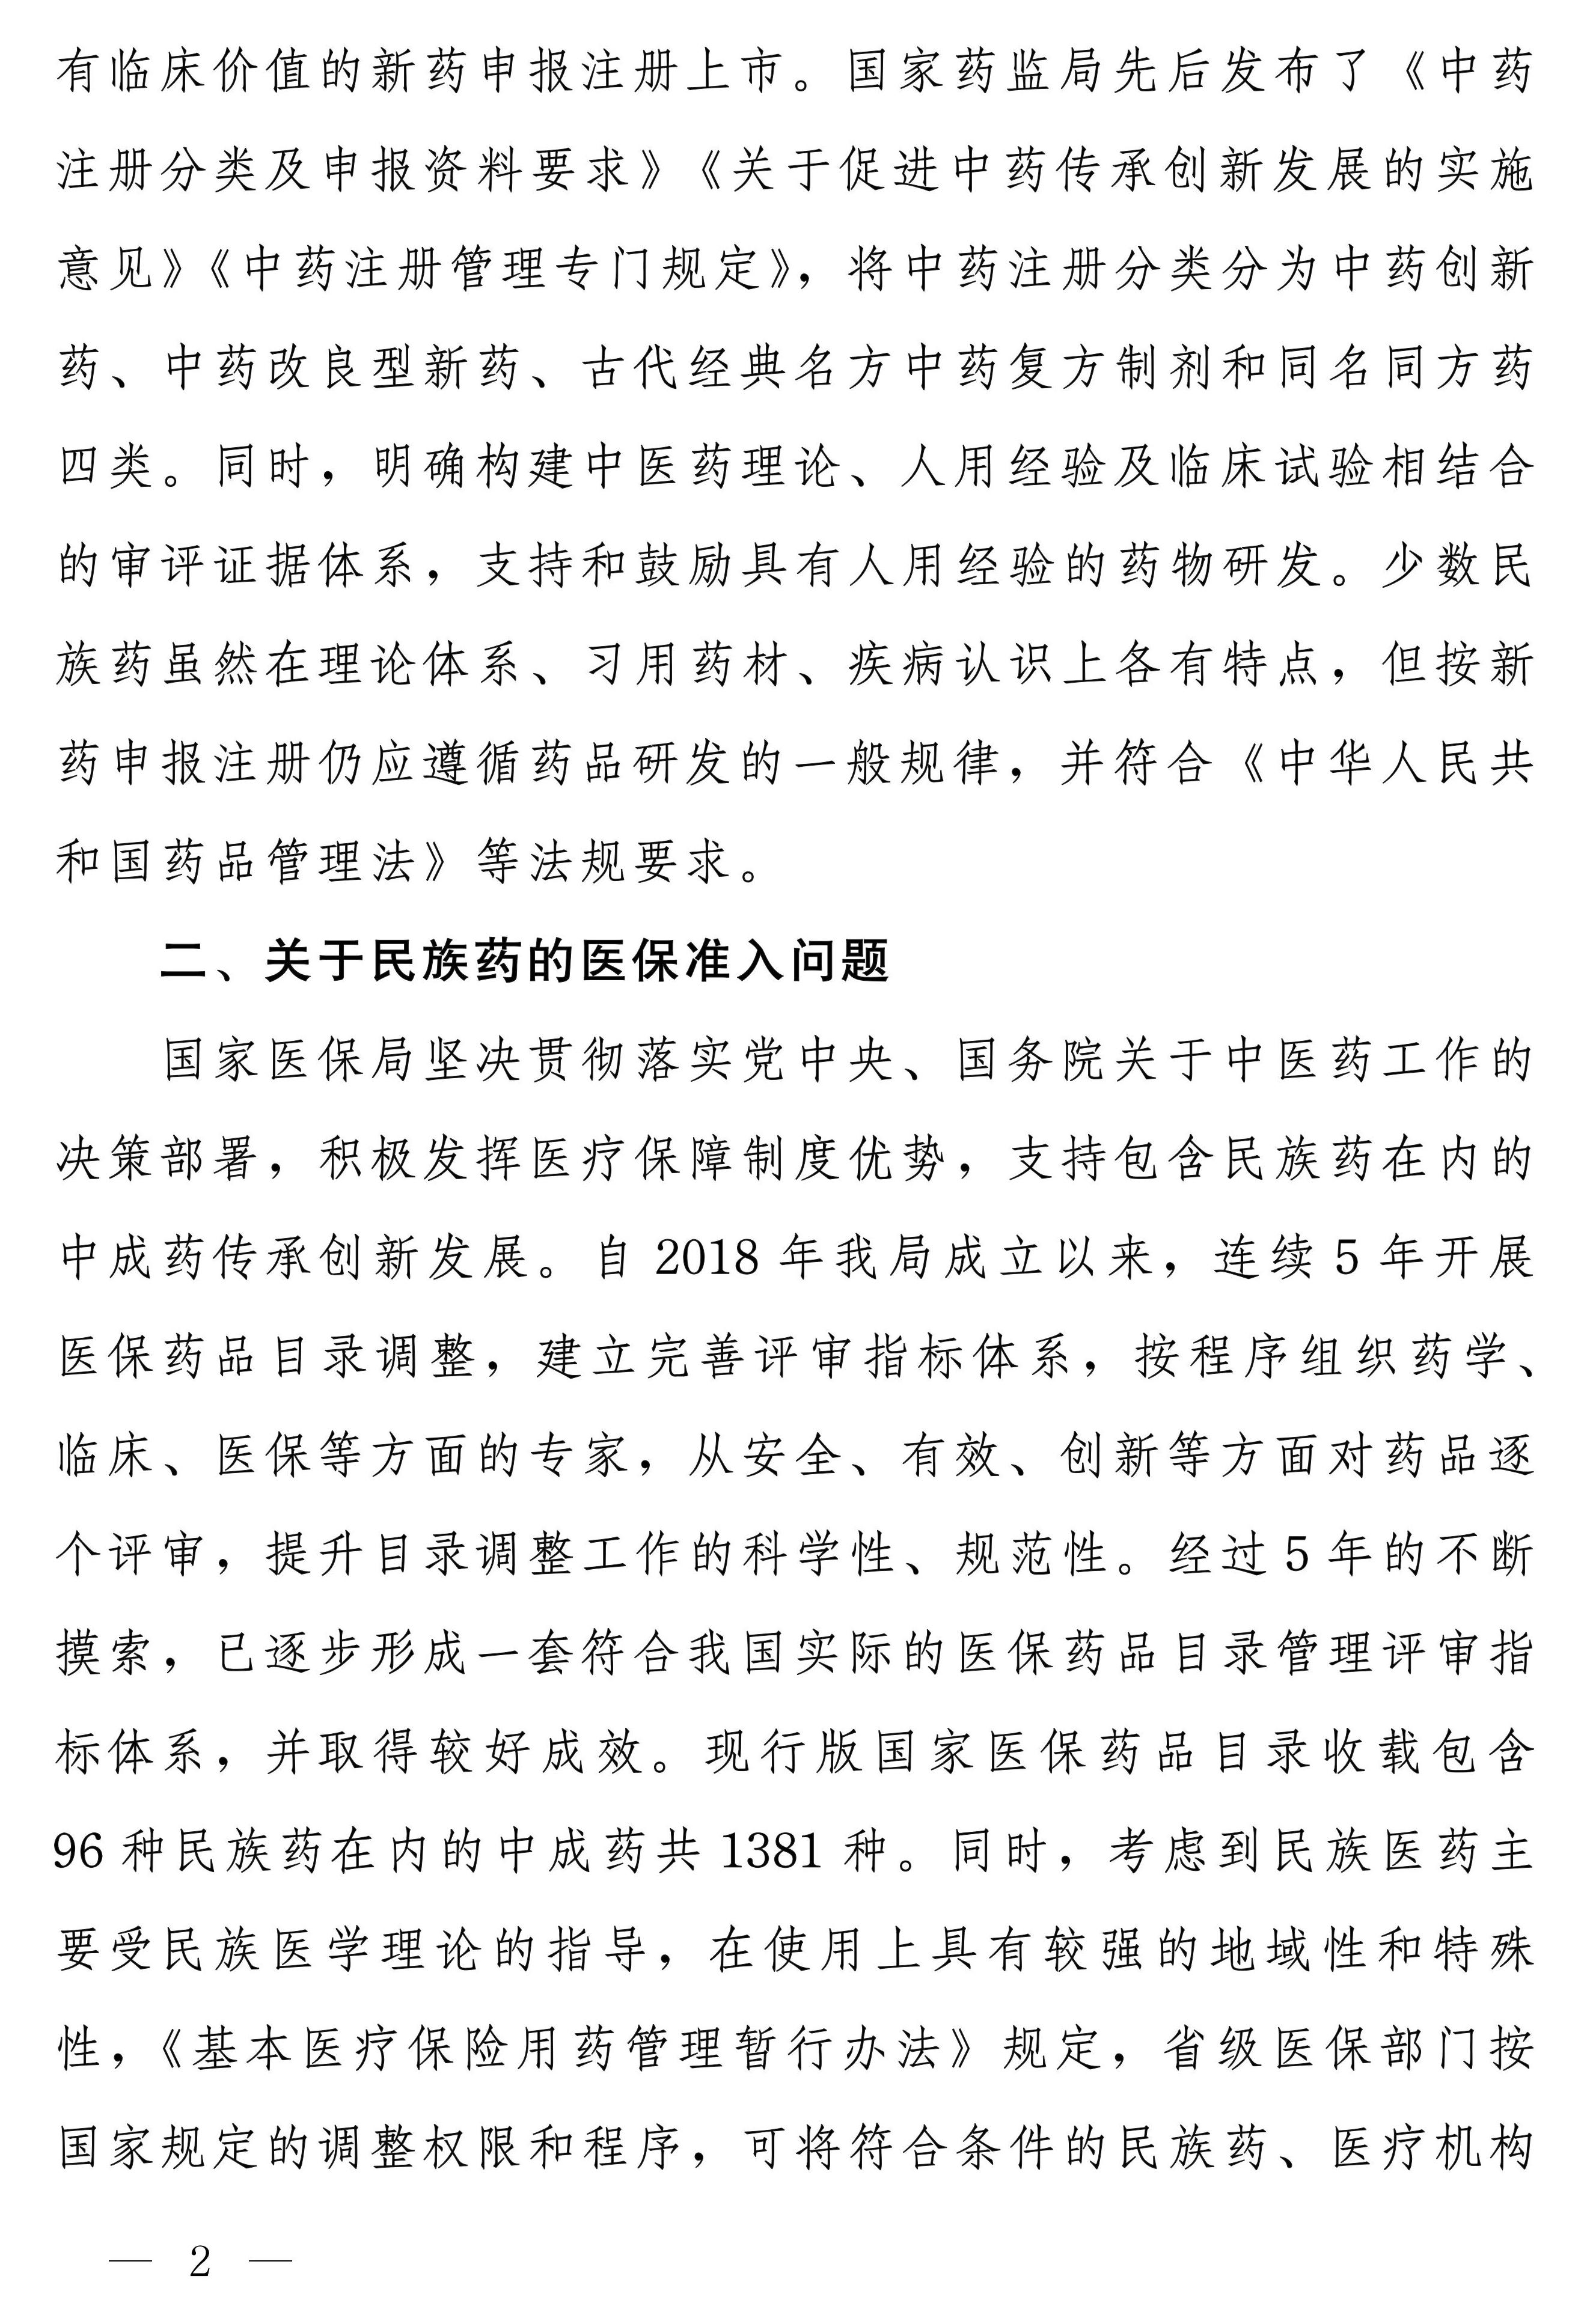 有临床价值的新药申报注册上市。国家药监局先后发布了《中药
注册分类及申报资料要求》《关于促进中药传承创新发展的实施
意见》《中药注册管理专门规定》，将中药注册分类分为中药创新
药、中药改良型新药、古代经典名方中药复方制剂和同名同方药
四类。同时，明确构建中医药理论、人用经验及临床试验相结合
的审评证据体系，支持和鼓励具有人用经验的药物研发。少数民
族药虽然在理论体系、习用药材、疾病认识上各有特点，但按新
药申报注册仍应遵循药品研发的一般规律，并符合《中华人民共
和国药品管理法》等法规要求。
二、关于民族药的医保准入问题
国家医保局坚决贯彻落实党中央、国务院关于中医药工作的
决策部署，积极发挥医疗保障制度优势，支持包含民族药在内的
中成药传承创新发展。自 2018 年我局成立以来，连续 5 年开展
医保药品目录调整，建立完善评审指标体系，按程序组织药学、
临床、医保等方面的专家，从安全、有效、创新等方面对药品逐
个评审，提升目录调整工作的科学性、规范性。经过 5 年的不断
摸索，已逐步形成一套符合我国实际的医保药品目录管理评审指
标体系，并取得较好成效。现行版国家医保药品目录收载包含
96 种民族药在内的中成药共 1381 种。同时，考虑到民族医药主
要受民族医学理论的指导，在使用上具有较强的地域性和特殊
性，《基本医疗保险用药管理暂行办法》规定，省级医保部门按
国家规定的调整权限和程序，可将符合条件的民族药、医疗机构
— 2 —